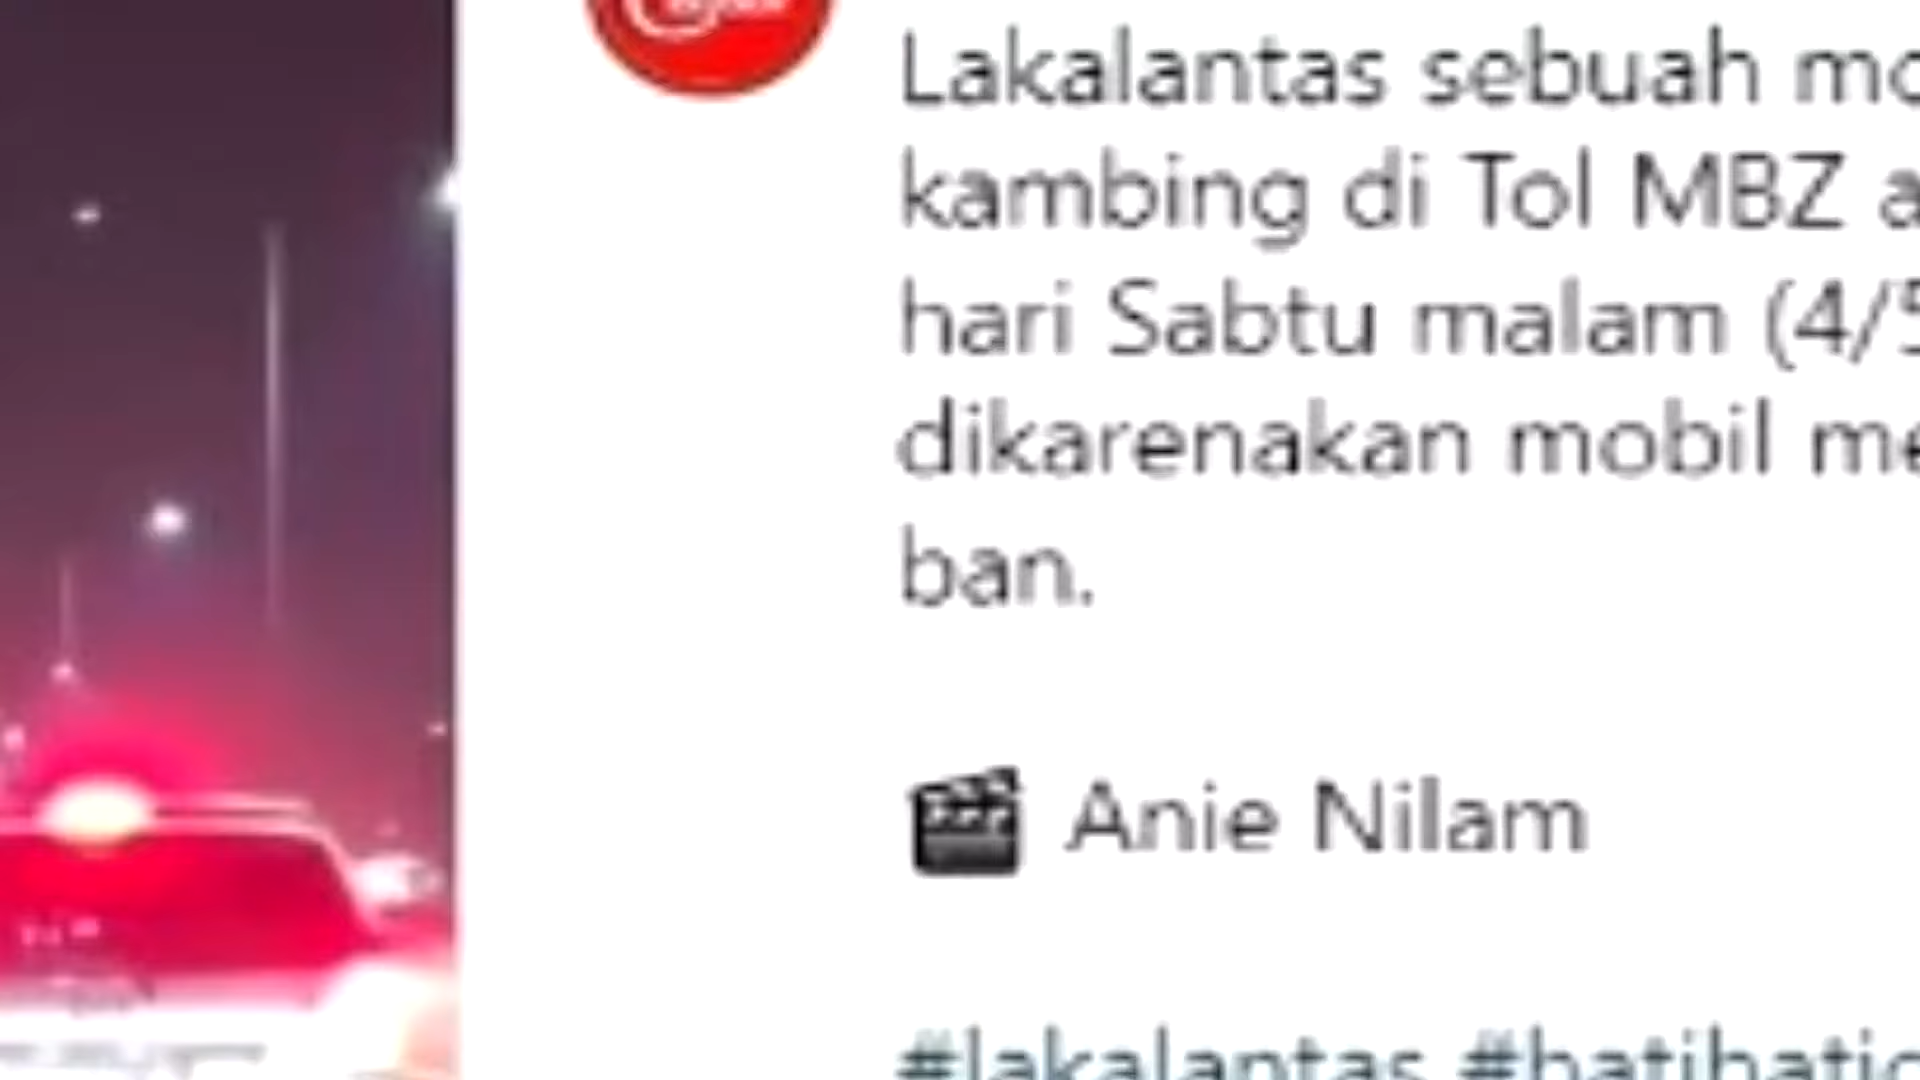 Lakalantas sebuah mo
kambing di Tol MBZ a
hari Sabtu malam (4/5
dikarenakan mobil me
ban.
🎬 Anie Nilam
#lakalantas #hatihatid